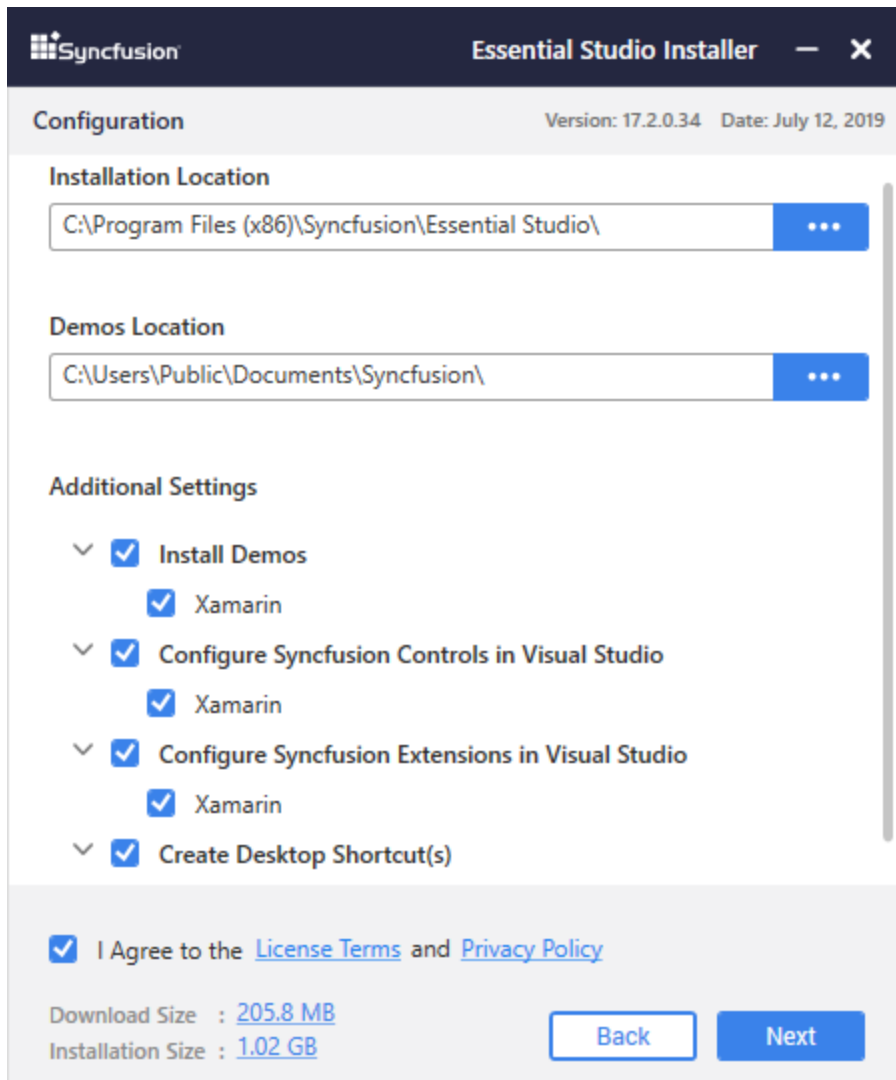 Syncfusion Essential Studio Installer
Configuration Version: 17.2.0.34 Date: July 12, 2019
Installation Location
C:\Program Files (x86)\Syncfusion\Essential Studio\
Demos Location
C:\Users\Public\Documents\Syncfusion\
Additional Settings
Install Demos
Xamarin
Configure Syncfusion Controls in Visual Studio
Xamarin
Configure Syncfusion Extensions in Visual Studio
Xamarin
Create Desktop Shortcut(s)
I Agree to the License Terms and Privacy Policy
Download Size : 205.8 MB
Installation Size : 1.02 GB
Back Next